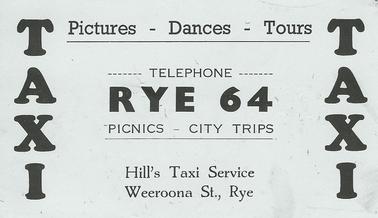 TAXI
Pictures - Dances - Tours
TELEPHONE
RYE 64
PICNICS - CITY TRIPS
Hill's Taxi Service
Weeroona St., Rye
TAXI